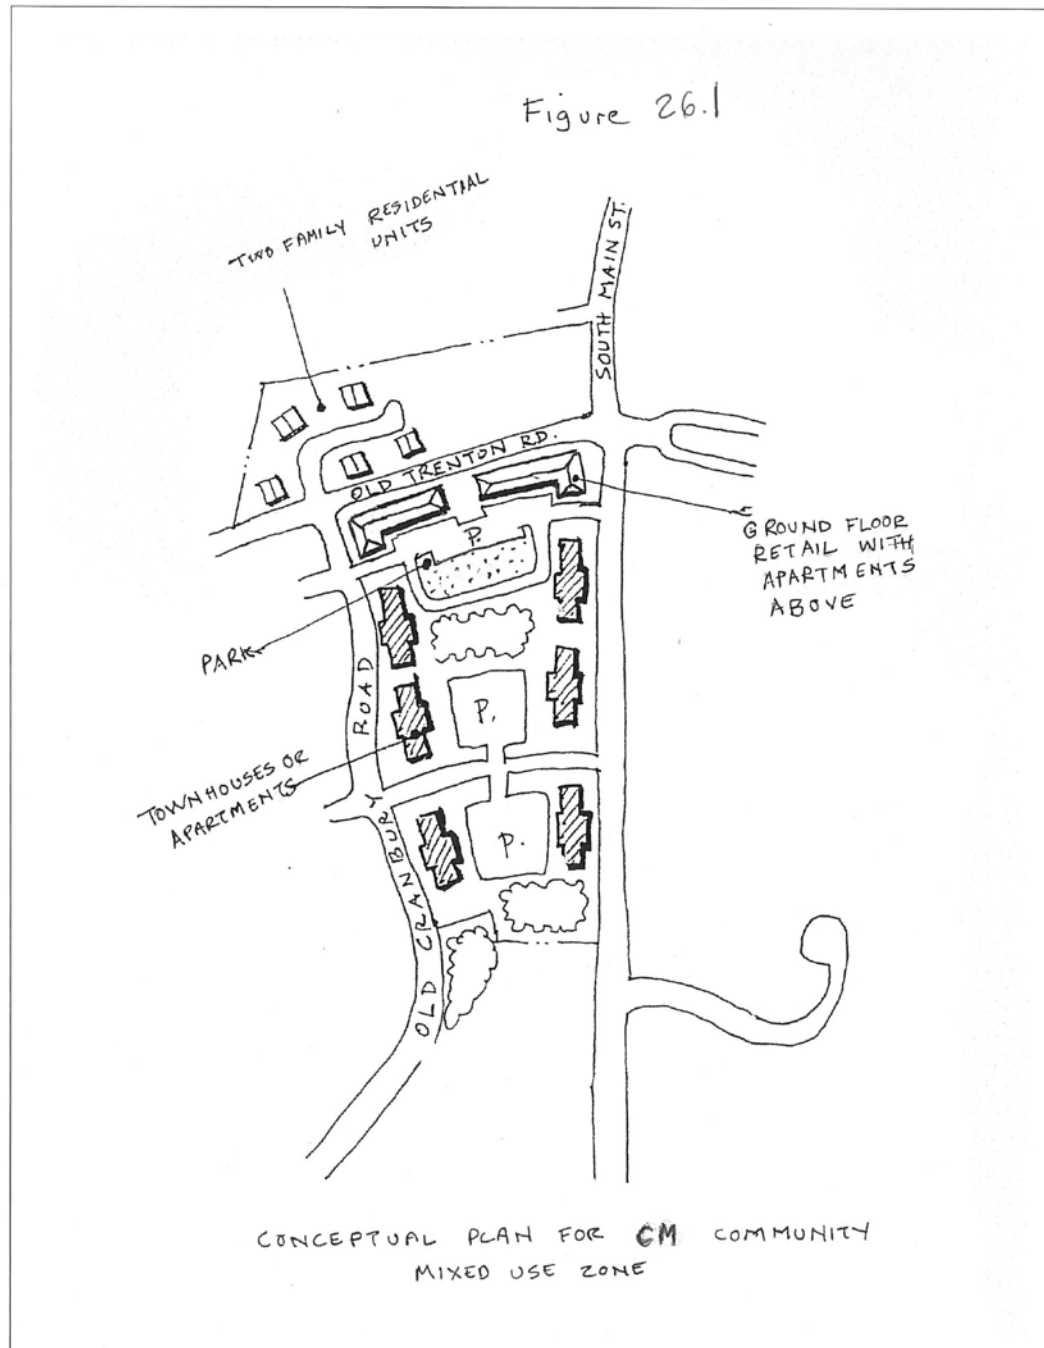 Figure 26.1
TWO FAMILY RESIDENTIAL
UNITS
SOUTH MAIN ST.
OLD TRENTON RD.
GROUND FLOOR
RETAIL WITH
APARTMENTS
ABOVE
P.
PARK
ROAD
P.
TOWNHOUSES OR
APARTMENTS
P.
OLD CRANBURY
CONCEPTUAL PLAN FOR CM COMMUNITY
MIXED USE ZONE